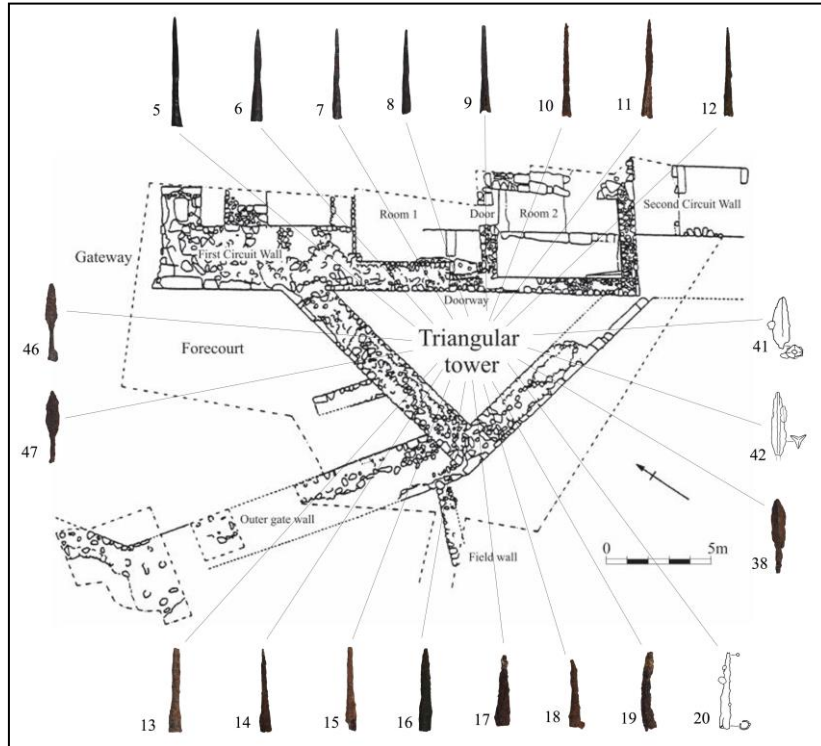 5
6
7
8
9
10
11
12
Room 1
Door
Room 2
Second Circuit Wall
Gateway
First Circuit Wall
Doorway
Forecourt
Triangular
tower
46
47
41
42
38
Outer gate wall
Field wall
0 5m
13
14
15
16
17
18
19
20